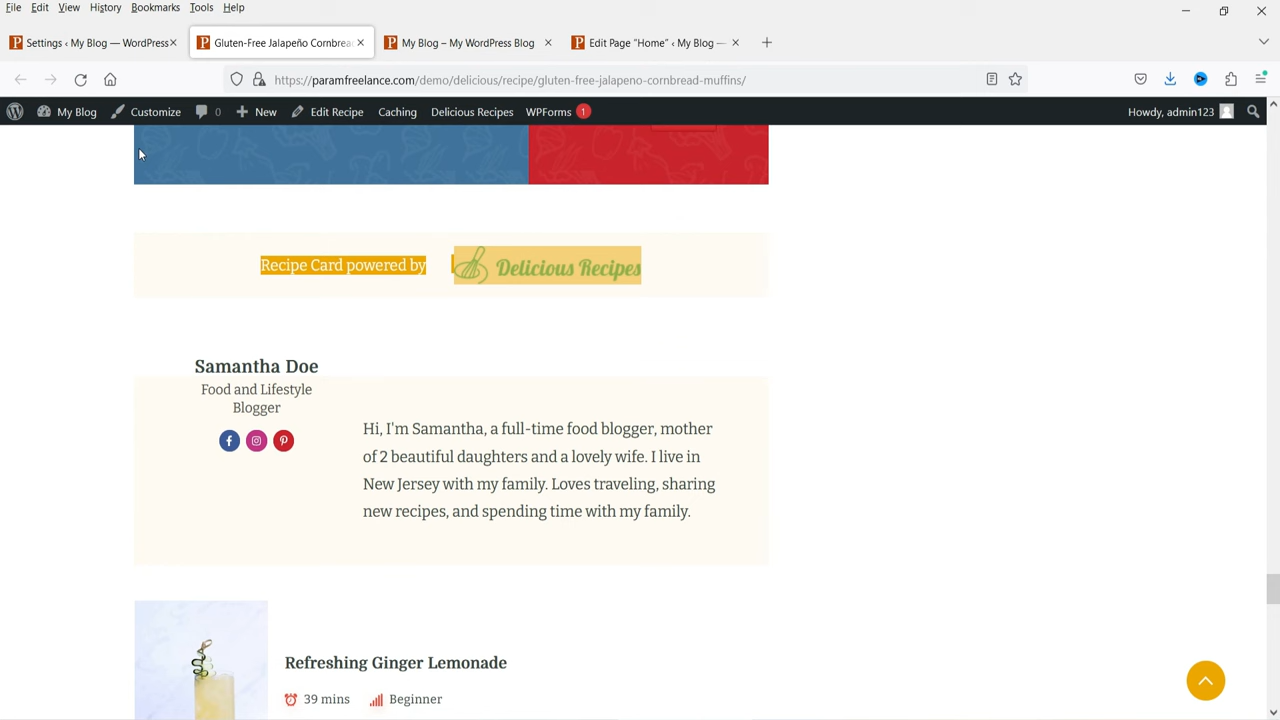 File Edit View History Bookmarks Tools Help
Settings ‹ My Blog — WordPress
Gluten-Free Jalapeño Cornbread
My Blog – My WordPress Blog
Edit Page “Home” ‹ My Blog —
https://paramfreelance.com/demo/delicious/recipe/gluten-free-jalapeno-cornbread-muffins/
My Blog Customize 0 New Edit Recipe Caching Delicious Recipes WPForms 1 Howdy, admin123
Recipe Card powered by Delicious Recipes
Samantha Doe
Food and Lifestyle
Blogger
Hi, I'm Samantha, a full-time food blogger, mother
of 2 beautiful daughters and a lovely wife. I live in
New Jersey with my family. Loves traveling, sharing
new recipes, and spending time with my family.
Refreshing Ginger Lemonade
39 mins Beginner